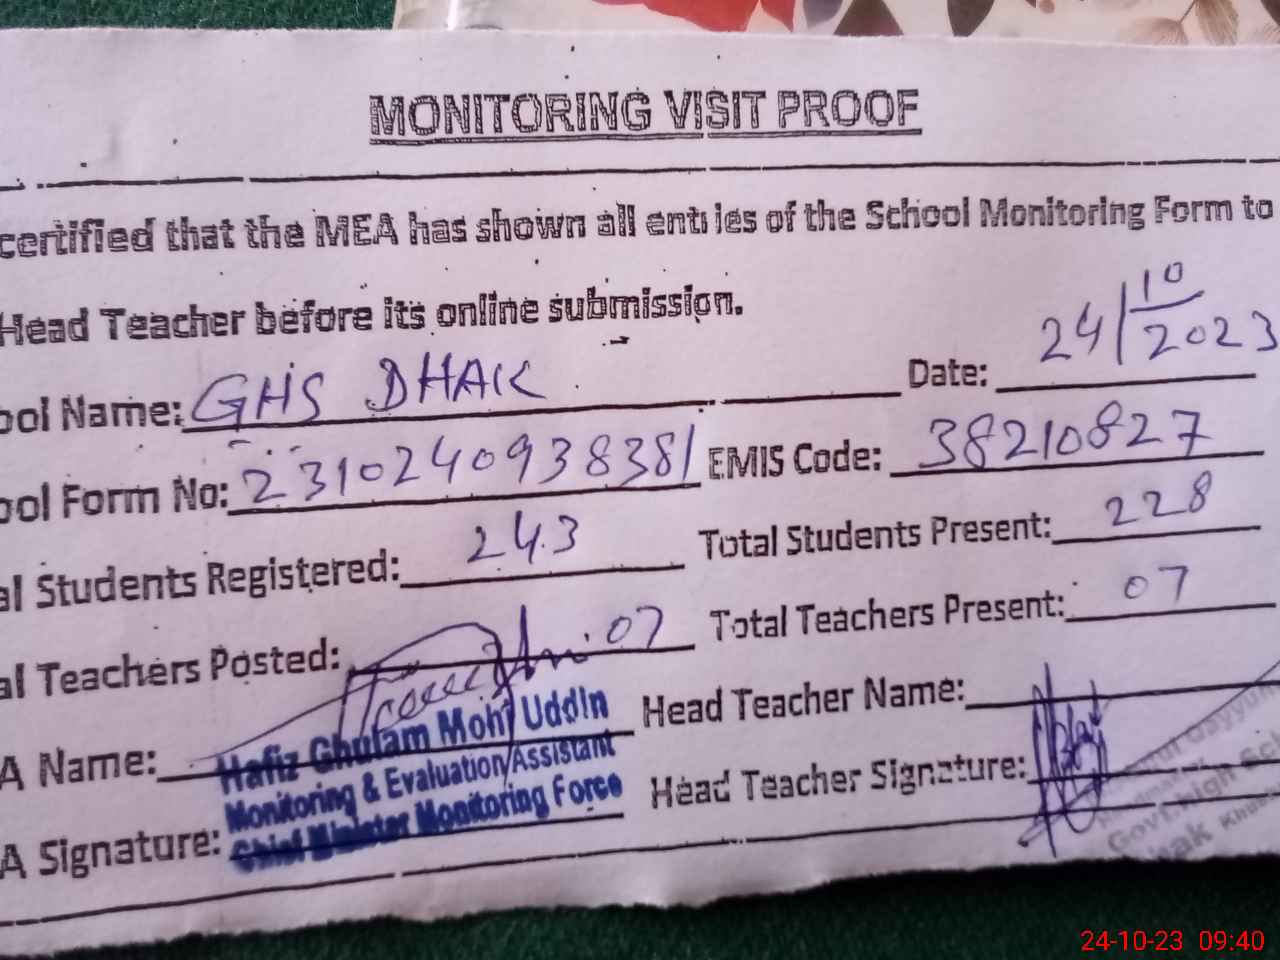 MONITORING VISIT PROOF
certified that the MEA has shown all entries of the School Monitoring Form to
Head Teacher before its online submission.
ool Name: GHS DHAK Date: 24/10/2023
ool Form No: 2310240938381 EMIS Code: 38210827
al Students Registered: 243 Total Students Present: 228
al Teachers Posted: 07 Total Teachers Present: 07
A Name: Head Teacher Name:
Hafiz Ghulam Mohi Uddin
Monitoring & Evaluation Assistant
Chief Minister Monitoring Force
A Signature: Head Teacher Signature:
Govt. High Sch
hak
24-10-23 09:40